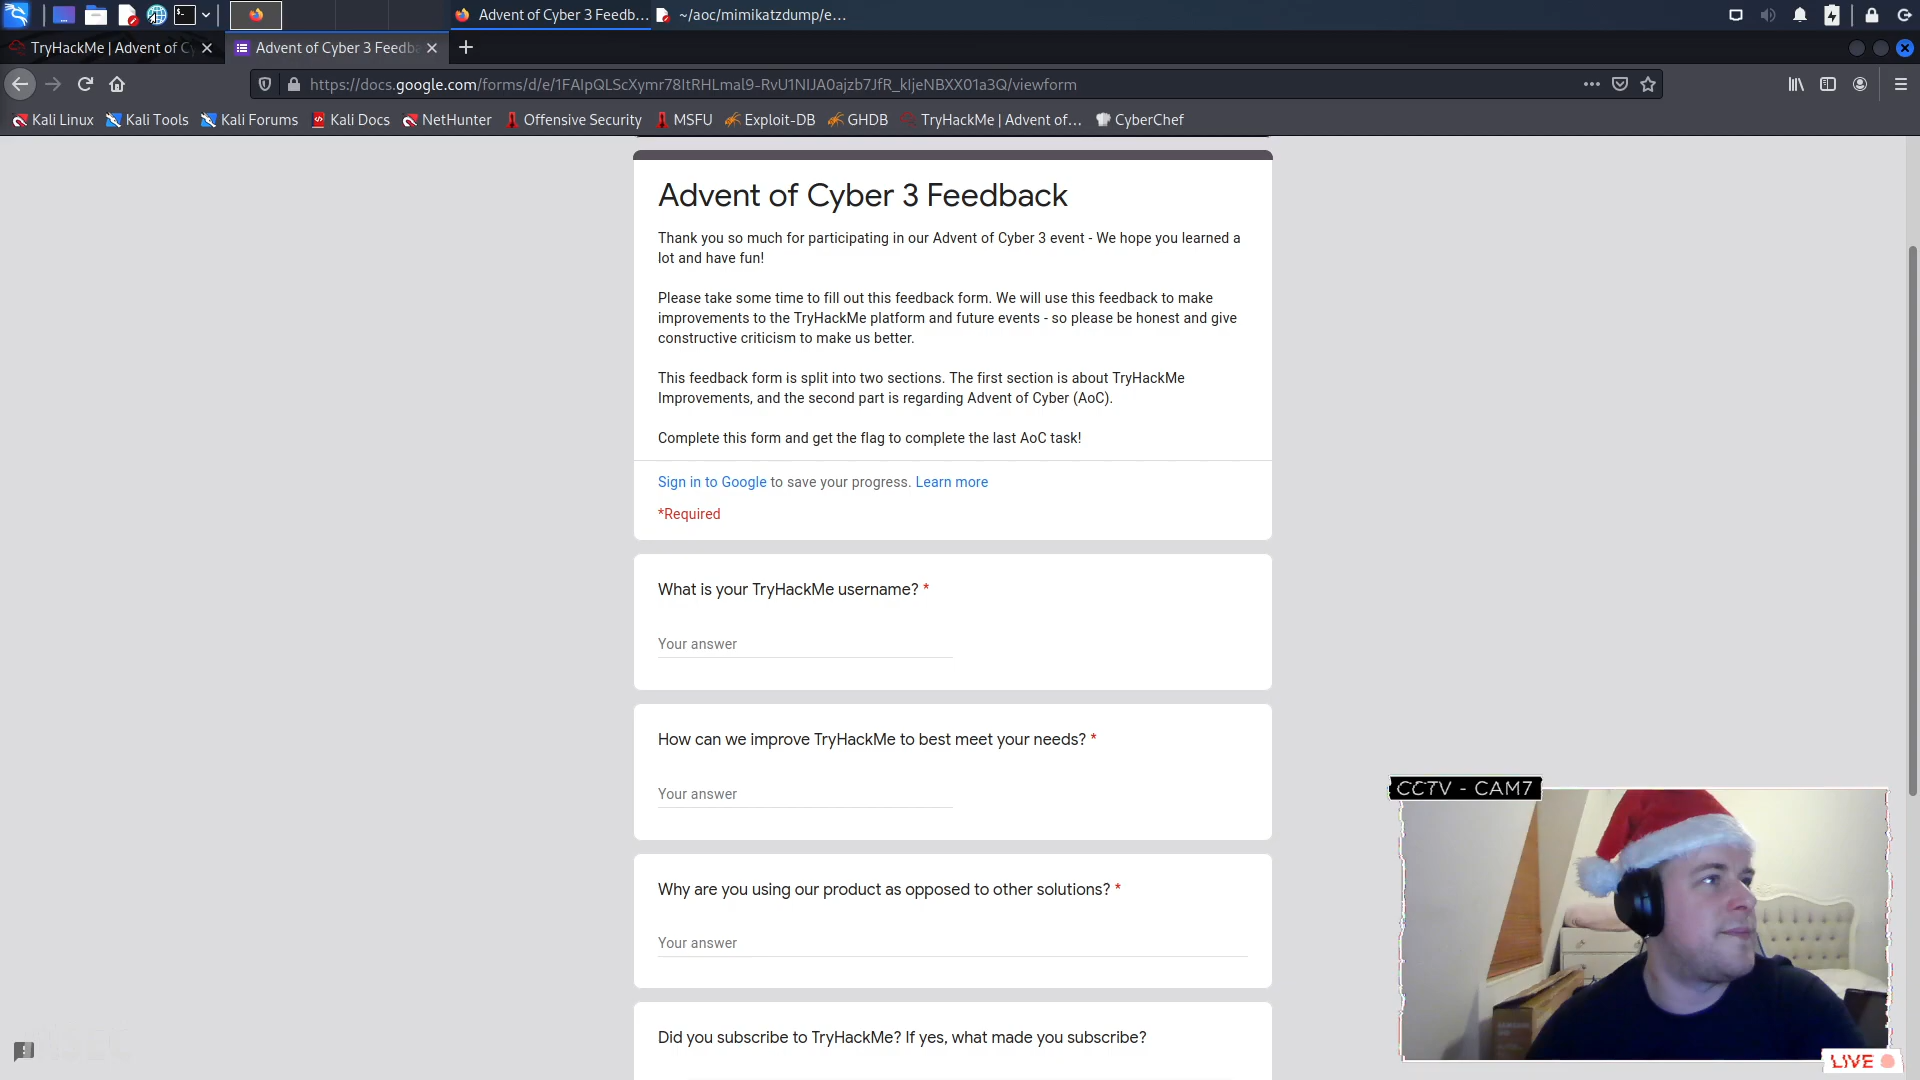 Advent of Cyber 3 Feedb...
~/aoc/mimikatzdump/e...
TryHackMe | Advent of Cy
Advent of Cyber 3 Feedba
https://docs.google.com/forms/d/e/1FAIpQLScXymr78ItRHLmal9-RvU1NIJA0ajzb7JfR_kIjeNBXX01a3Q/viewform
Kali Linux
Kali Tools
Kali Forums
Kali Docs
NetHunter
Offensive Security
MSFU
Exploit-DB
GHDB
TryHackMe | Advent of...
CyberChef
Advent of Cyber 3 Feedback
Thank you so much for participating in our Advent of Cyber 3 event - We hope you learned a
lot and have fun!
Please take some time to fill out this feedback form. We will use this feedback to make
improvements to the TryHackMe platform and future events - so please be honest and give
constructive criticism to make us better.
This feedback form is split into two sections. The first section is about TryHackMe
Improvements, and the second part is regarding Advent of Cyber (AoC).
Complete this form and get the flag to complete the last AoC task!
Sign in to Google to save your progress. Learn more
*Required
What is your TryHackMe username? *
Your answer
How can we improve TryHackMe to best meet your needs? *
Your answer
Why are you using our product as opposed to other solutions? *
Your answer
Did you subscribe to TryHackMe? If yes, what made you subscribe?
CCTV - CAM7
LIVE